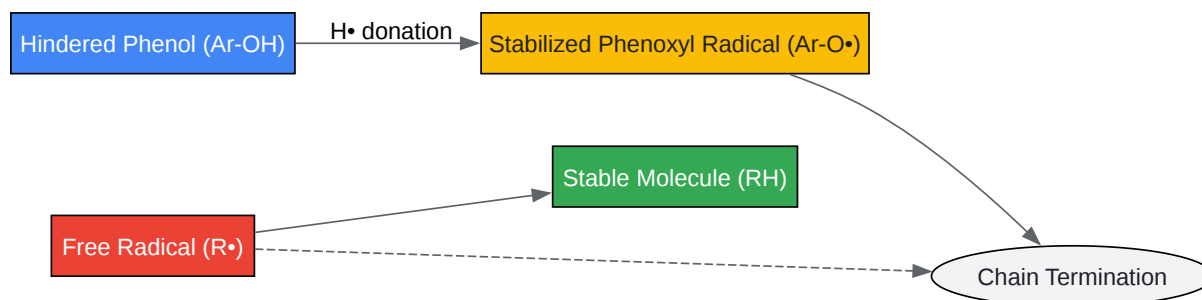 Hindered Phenol (Ar-OH)
H• donation
Stabilized Phenoxyl Radical (Ar-O•)
Stable Molecule (RH)
Free Radical (R•)
Chain Termination